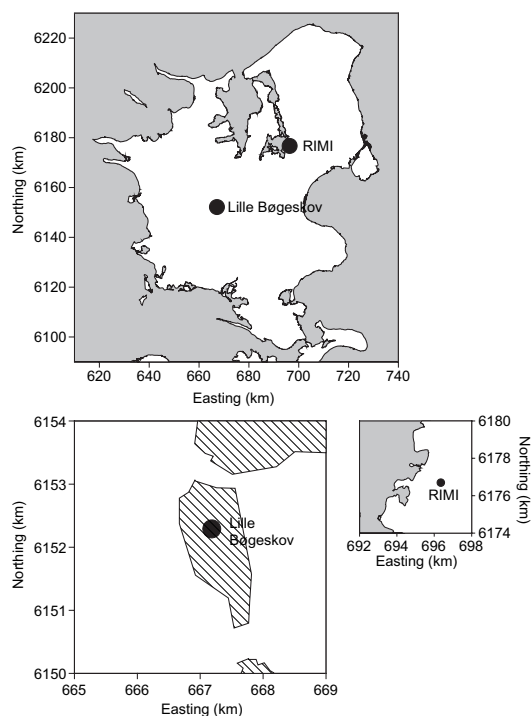 6220
6200
6180
6160
6140
6120
6100
Northing (km)
RIMI
Lille Bøgeskov
620 640 660 680 700 720 740
Easting (km)
6154
6153
6152
6151
6150
Northing (km)
Lille
Bøgeskov
665 666 667 668 669
Easting (km)
6180
6178
6176
6174
Northing (km)
RIMI
692 694 696 698
Easting (km)